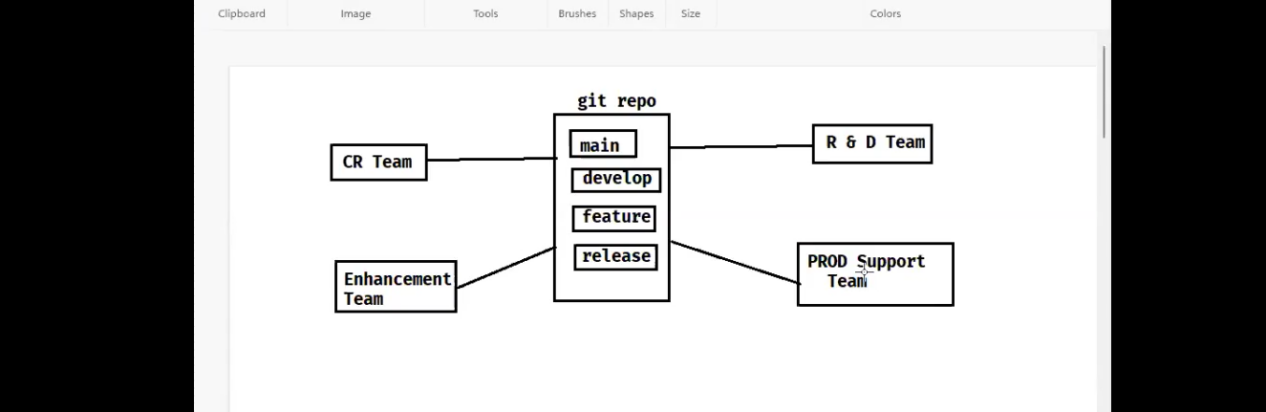 Clipboard
Image
Tools
Brushes
Shapes
Size
Colors
git repo
main
develop
feature
release
CR Team
R & D Team
Enhancement
Team
PROD Support
Team